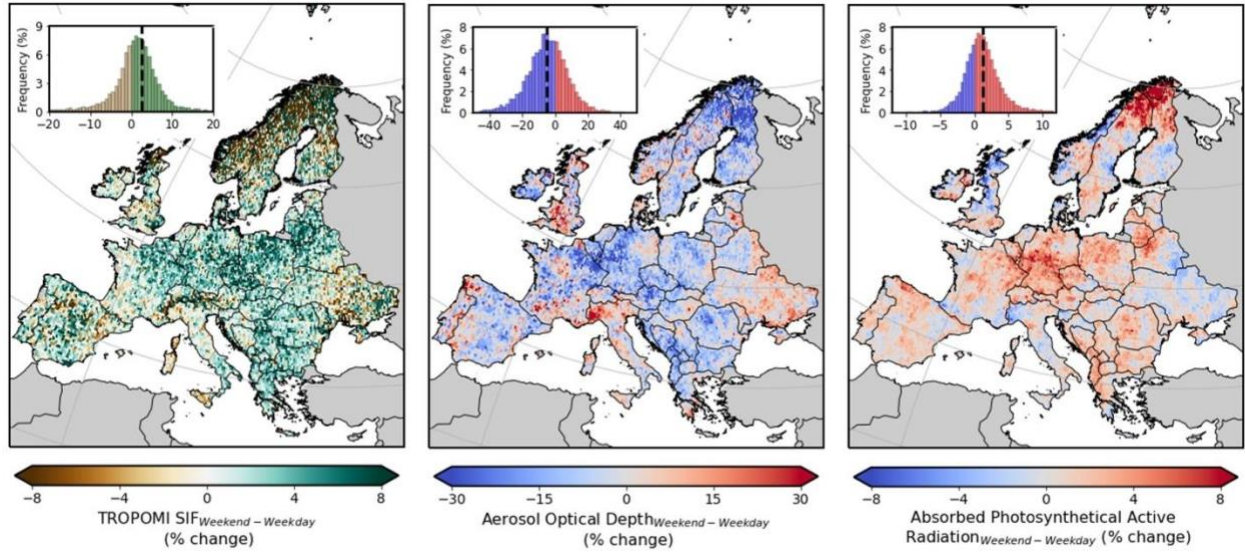 Frequency (%)
9
6
3
0
-20 -10 0 10 20
Frequency (%)
8
6
4
2
0
-40 -20 0 20 40
Frequency (%)
8
6
4
2
0
-10 -5 0 5 10
-8 -4 0 4 8
TROPOMI SIF Weekend - Weekday
(% change)
-30 -15 0 15 30
Aerosol Optical Depth Weekend - Weekday
(% change)
-8 -4 0 4 8
Absorbed Photosynthetical Active
Radiation Weekend - Weekday (% change)